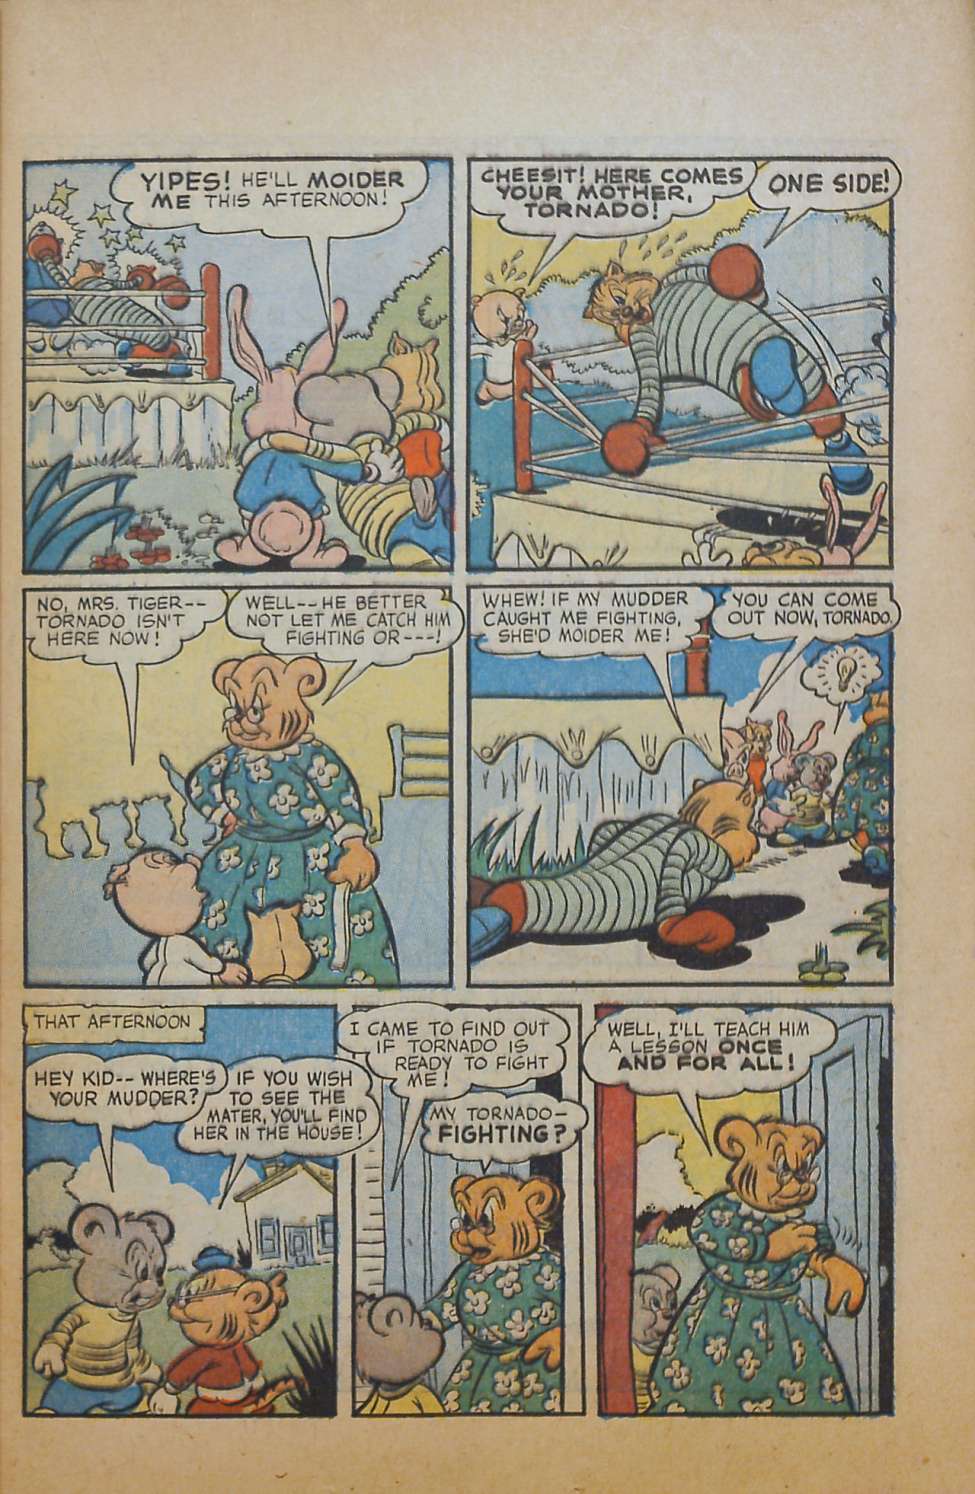 YIPES! HE'LL MOIDER
ME THIS AFTERNOON!
CHEESIT! HERE COMES
YOUR MOTHER,
TORNADO!
ONE SIDE!
NO, MRS. TIGER--
TORNADO ISN'T
HERE NOW!
WELL-- HE BETTER
NOT LET ME CATCH HIM
FIGHTING OR----!
WHEW! IF MY MUDDER
CAUGHT ME FIGHTING,
SHE'D MOIDER ME!
YOU CAN COME
OUT NOW, TORNADO.
THAT AFTERNOON
HEY KID-- WHERE'S
YOUR MUDDER?
IF YOU WISH
TO SEE THE
MATER, YOU'LL FIND
HER IN THE HOUSE!
I CAME TO FIND OUT
IF TORNADO IS
READY TO FIGHT
ME!
MY TORNADO-
FIGHTING?
WELL, I'LL TEACH HIM
A LESSON ONCE
AND FOR ALL!